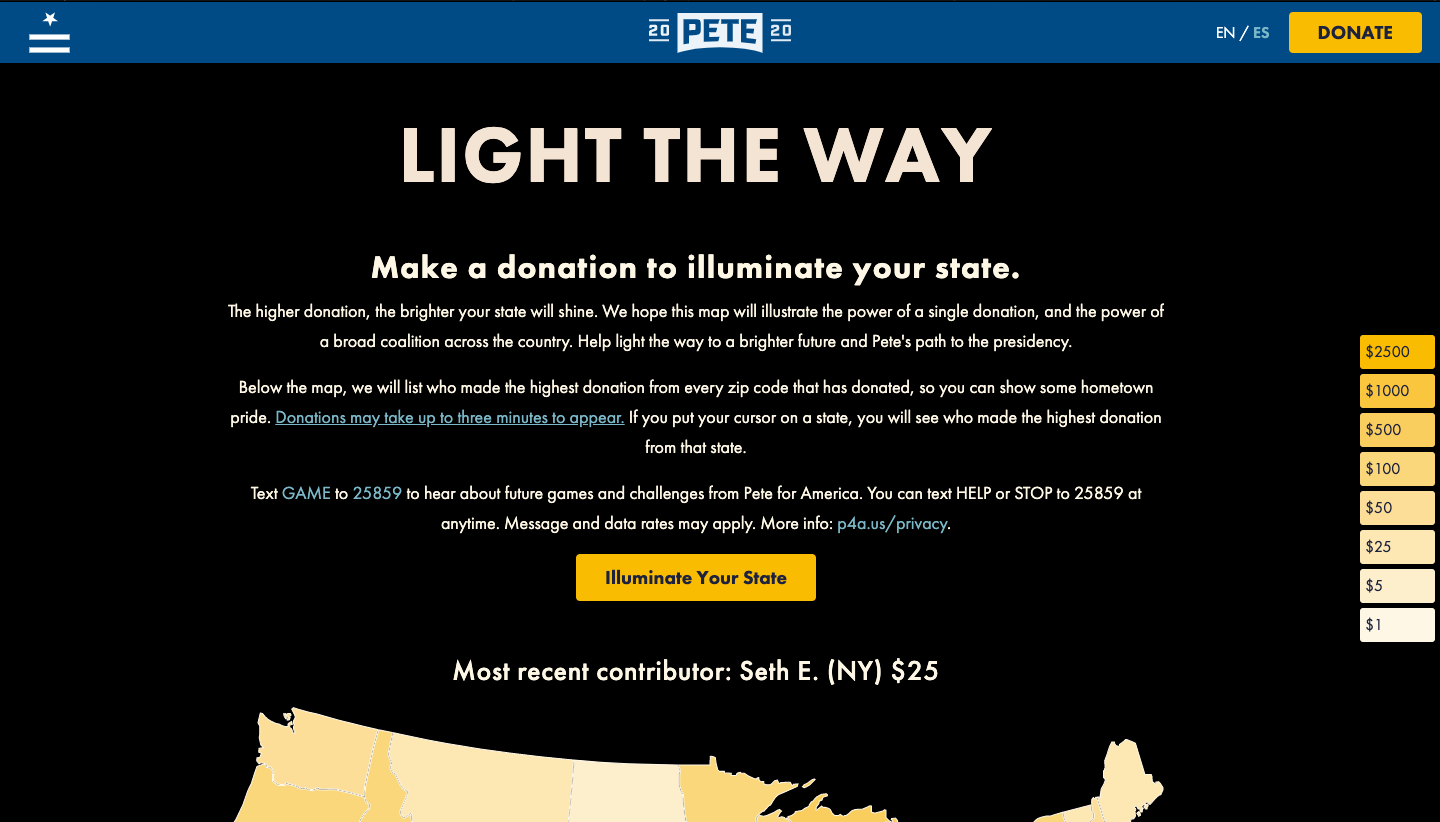 20 PETE 20
EN / ES
DONATE
LIGHT THE WAY
Make a donation to illuminate your state.
The higher donation, the brighter your state will shine. We hope this map will illustrate the power of a single donation, and the power of
a broad coalition across the country. Help light the way to a brighter future and Pete's path to the presidency.
Below the map, we will list who made the highest donation from every zip code that has donated, so you can show some hometown
pride. Donations may take up to three minutes to appear. If you put your cursor on a state, you will see who made the highest donation
from that state.
Text GAME to 25859 to hear about future games and challenges from Pete for America. You can text HELP or STOP to 25859 at
anytime. Message and data rates may apply. More info: p4a.us/privacy.
Illuminate Your State
Most recent contributor: Seth E. (NY) $25
$2500
$1000
$500
$100
$50
$25
$5
$1